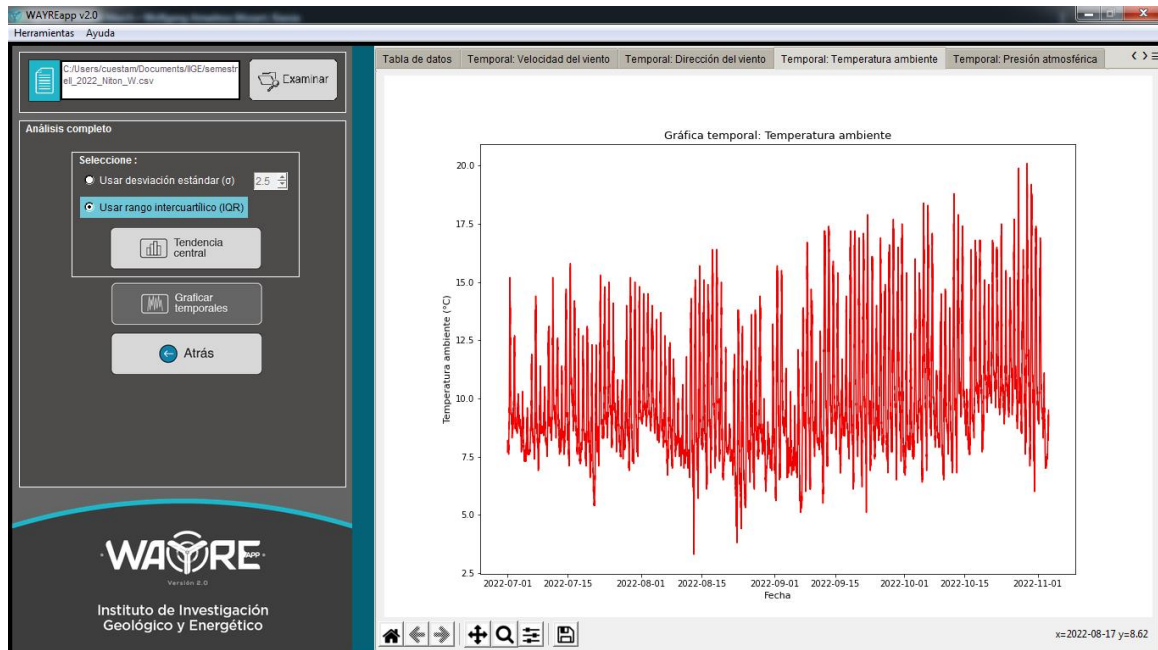 WAYREapp v2.0
Herramientas Ayuda
C:/Users/cuestam/Documents/IIGE/semestr
ell_2022_Niton_W.csv
Examinar
Análisis completo
Seleccione :
Usar desviación estándar (σ) 2.5
Usar rango intercuartílico (IQR)
Tendencia
central
Graficar
temporales
Atrás
WAYRE APP
Versión 2.0
Instituto de Investigación
Geológico y Energético
Tabla de datos Temporal: Velocidad del viento Temporal: Dirección del viento Temporal: Temperatura ambiente Temporal: Presión atmosférica
Gráfica temporal: Temperatura ambiente
Temperatura ambiente (°C)
20.0
17.5
15.0
12.5
10.0
7.5
5.0
2.5
2022-07-01 2022-07-15 2022-08-01 2022-08-15 2022-09-01 2022-09-15 2022-10-01 2022-10-15 2022-11-01
Fecha
x=2022-08-17 y=8.62